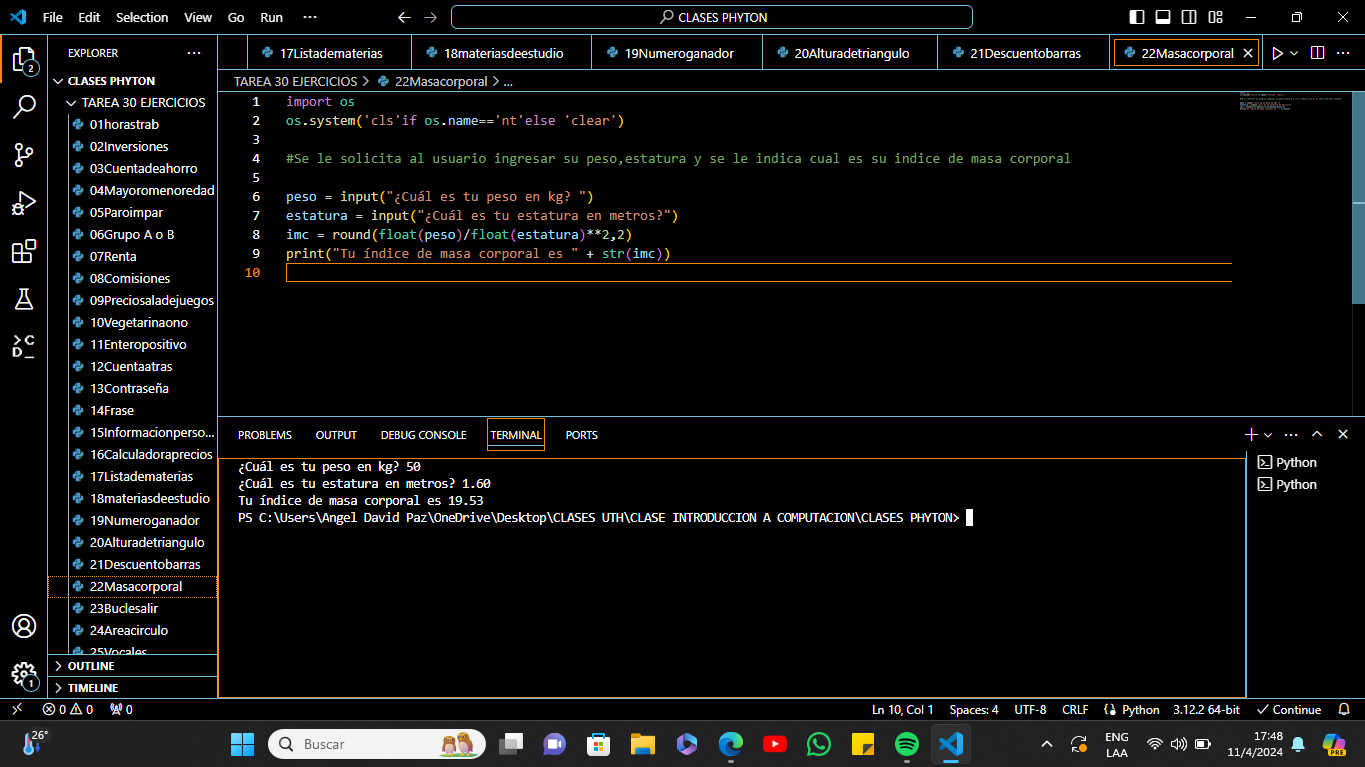 File Edit Selection View Go Run ··· CLASES PHYTON
EXPLORER ···
17Listadematerias 18materiasdeestudio 19Numeroganador 20Alturadetriangulo 21Descuentobarras 22Masacorporal
CLASES PHYTON
TAREA 30 EJERCICIOS
01horastrab
02Inversiones
03Cuentadeahorro
04Mayoromenoredad
05Paroimpar
06Grupo A o B
07Renta
08Comisiones
09Preciosaladejuegos
10Vegetarinaono
11Enteropositivo
12Cuentaatras
13Contraseña
14Frase
15Informacionperso...
16Calculadoraprecios
17Listadematerias
18materiasdeestudio
19Numeroganador
20Alturadetriangulo
21Descuentobarras
22Masacorporal
23Buclesalir
24Areacirculo
25Vocales
OUTLINE
TIMELINE
2
1
TAREA 30 EJERCICIOS > 22Masacorporal > ...
1 import os
2 os.system('cls'if os.name=='nt'else 'clear')
3
4 #Se le solicita al usuario ingresar su peso,estatura y se le indica cual es su indice de masa corporal
5
6 peso = input("¿Cuál es tu peso en kg? ")
7 estatura = input("¿Cuál es tu estatura en metros?")
8 imc = round(float(peso)/float(estatura)**2,2)
9 print("Tu índice de masa corporal es " + str(imc))
10
PROBLEMS OUTPUT DEBUG CONSOLE TERMINAL PORTS
¿Cuál es tu peso en kg? 50
¿Cuál es tu estatura en metros? 1.60
Tu índice de masa corporal es 19.53
PS C:\Users\Angel David Paz\OneDrive\Desktop\CLASES UTH\CLASE INTRODUCCION A COMPUTACION\CLASES PHYTON>
Python
Python
0 0 0 Ln 10, Col 1 Spaces: 4 UTF-8 CRLF Python 3.12.2 64-bit Continue
26° Buscar ENG 17:48
LAA 11/4/2024 PRE